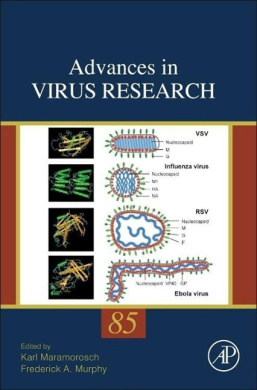 Advances in
VIRUS RESEARCH
VSV
Nucleocapsid
M
G
Influenza virus
Nucleocapsid
M1
HA
NA
RSV
Nucleocapsid
M
G
F
Nucleocapsid VP40 GP
Ebola virus
85
Edited by
Karl Maramorosch
Frederick A. Murphy
AP